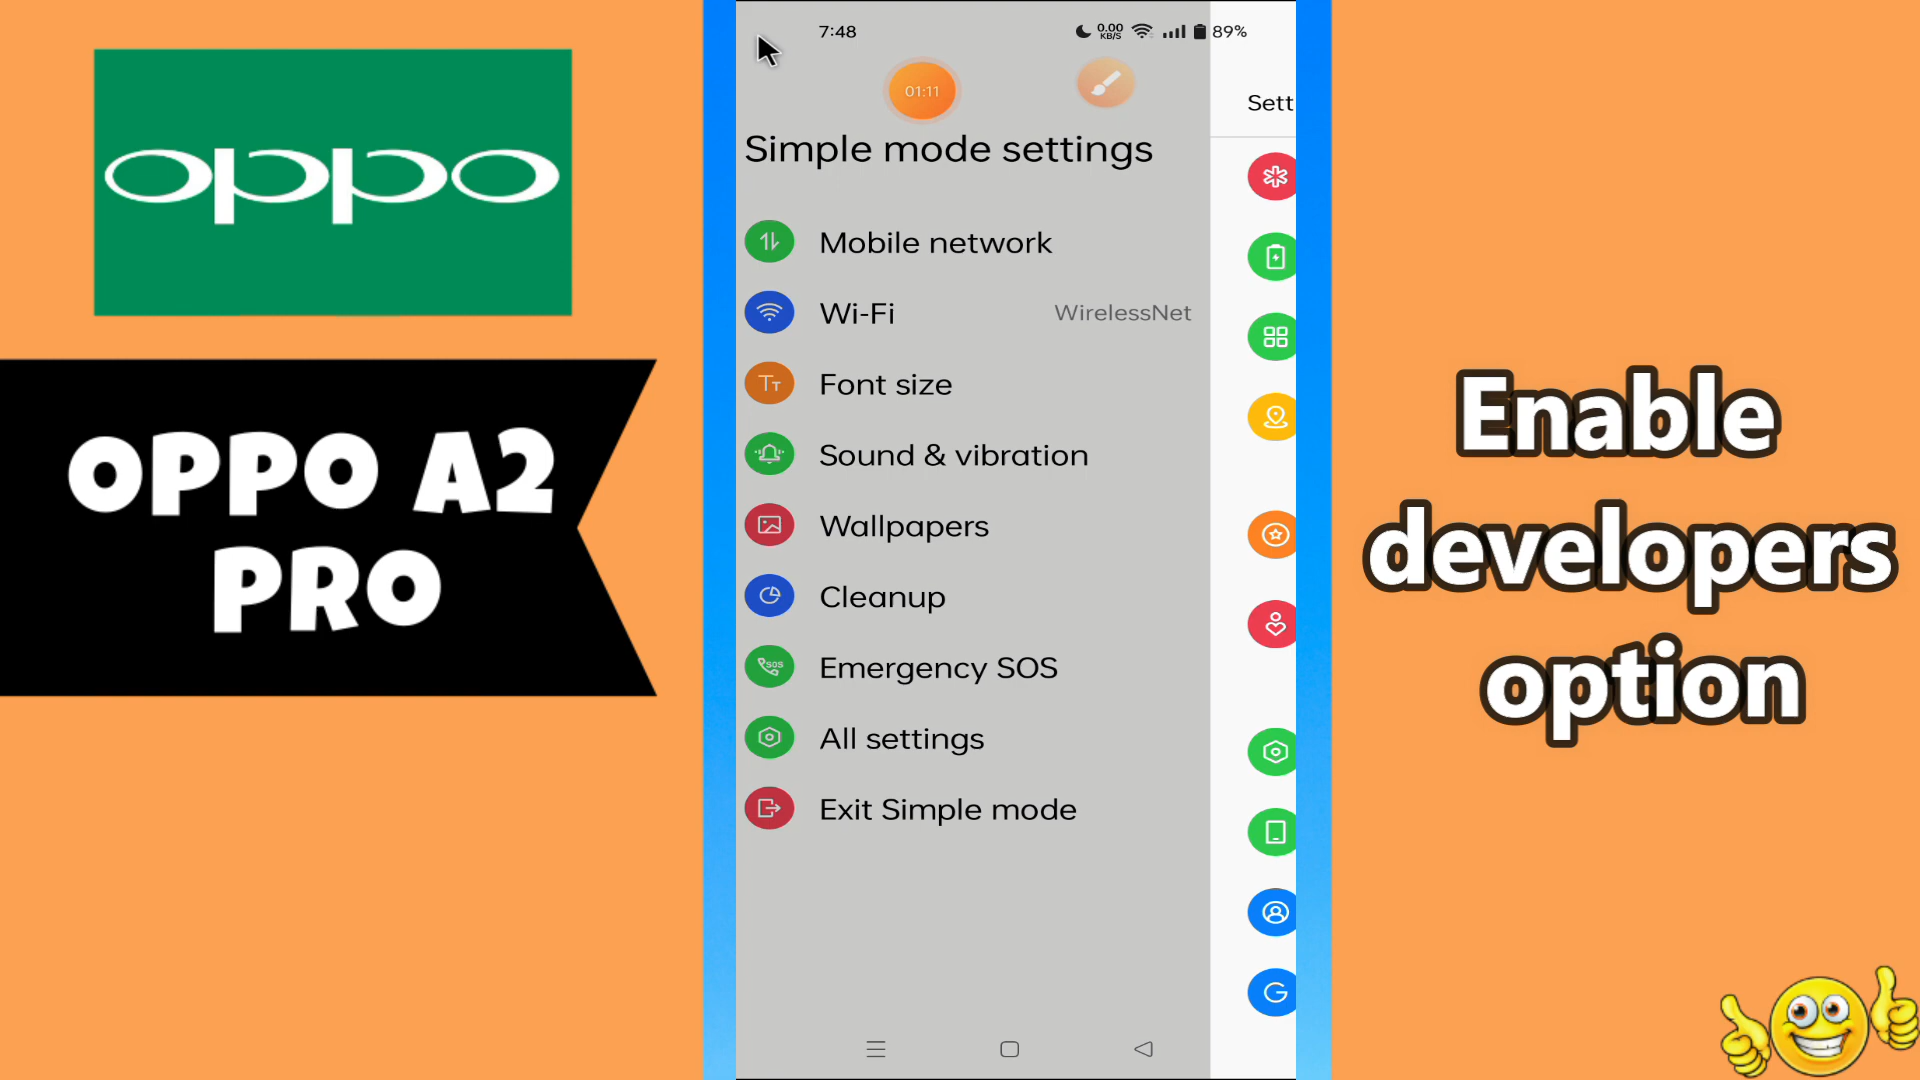 oppo
OPPO A2
PRO
7:48
0.00
KB/S
89%
01:11
Sett
Simple mode settings
Mobile network
Wi-Fi
WirelessNet
Font size
Sound & vibration
Wallpapers
Cleanup
SOS
Emergency SOS
All settings
Exit Simple mode
Enable
developers
option